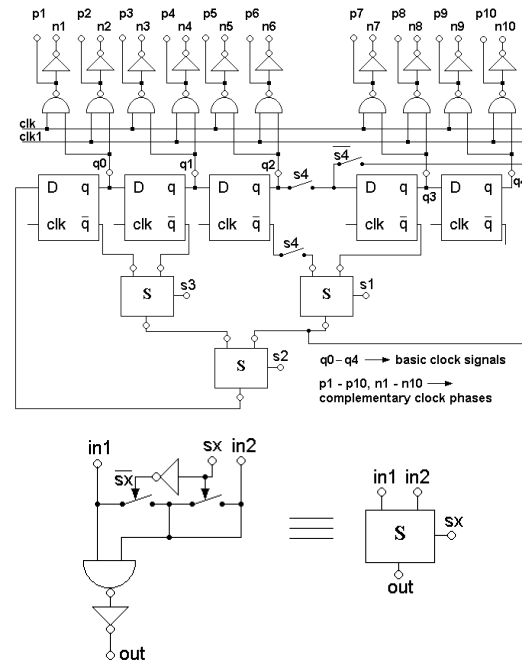 p1 p2 p3 p4 p5 p6 p7 p8 p9 p10
n1 n2 n3 n4 n5 n6 n7 n8 n9 n10
clk
clk1
q0 q1 q2 s4 s4 q3 q4
D q D q D q D q D q
clk q clk q clk q clk q clk q
s4
S s3 S s1
S s2
q0 – q4 basic clock signals
p1 - p10, n1 - n10
complementary clock phases
in1 sx in2
sx
in1 in2
S sx
out
out